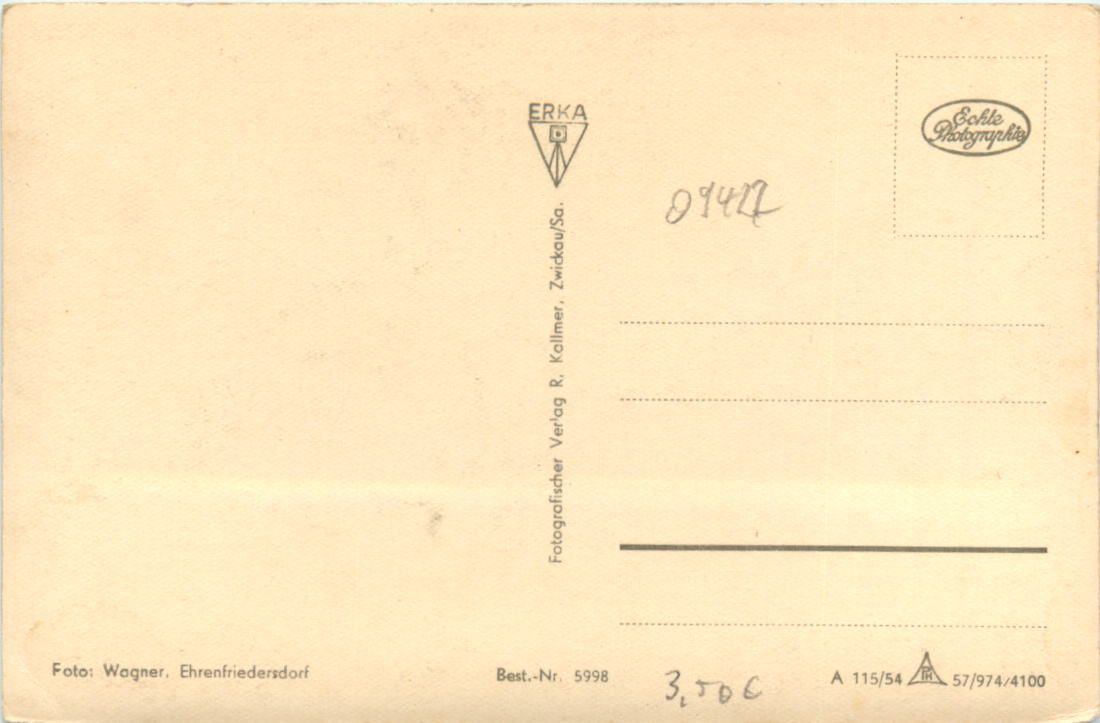 ERKA
Echte
Photographie
09427
Fotografischer Verlag R. Kallmer, Zwickau/Sa.
Foto: Wagner, Ehrenfriedersdorf
Best.-Nr. 5998
3,50 €
A 115/54
57/974/4100